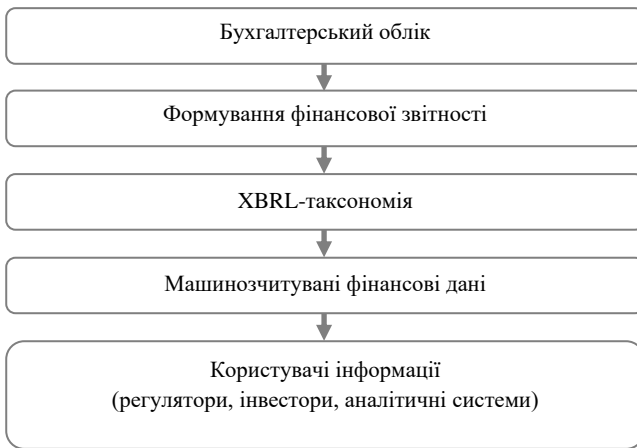 Бухгалтерський облік
Формування фінансової звітності
XBRL-таксономія
Машинозчитувані фінансові дані
Користувачі інформації
(регулятори, інвестори, аналітичні системи)